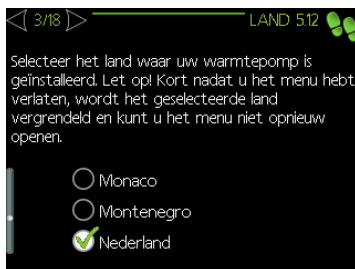 3/18 LAND 5.12
Selecteer het land waar uw warmtepomp is
geïnstalleerd. Let op! Kort nadat u het menu hebt
verlaten, wordt het geselecteerde land
vergrendeld en kunt u het menu niet opnieuw
openen.
Monaco
Montenegro
Nederland